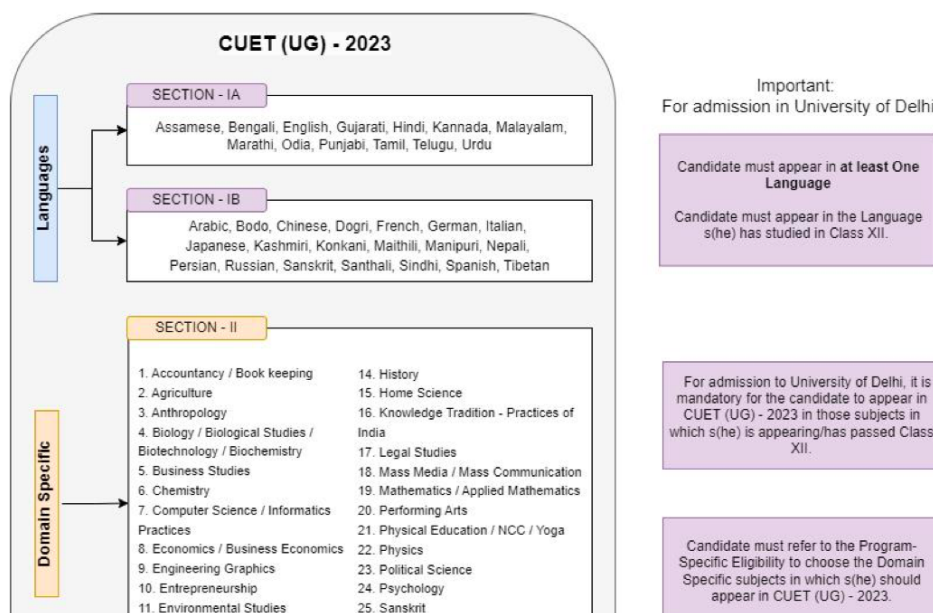 CUET (UG) - 2023
Languages
SECTION - IA
Assamese, Bengali, English, Gujarati, Hindi, Kannada, Malayalam,
Marathi, Odia, Punjabi, Tamil, Telugu, Urdu
SECTION - IB
Arabic, Bodo, Chinese, Dogri, French, German, Italian,
Japanese, Kashmiri, Konkani, Maithili, Manipuri, Nepali,
Persian, Russian, Sanskrit, Santhali, Sindhi, Spanish, Tibetan
Important:
For admission in University of Delhi
Candidate must appear in at least One
Language
Candidate must appear in the Language
s(he) has studied in Class XII.
Domain Specific
SECTION - II
1. Accountancy / Book keeping
2. Agriculture
3. Anthropology
4. Biology / Biological Studies /
Biotechnology / Biochemistry
5. Business Studies
6. Chemistry
7. Computer Science / Informatics
Practices
8. Economics / Business Economics
9. Engineering Graphics
10. Entrepreneurship
11. Environmental Studies
14. History
15. Home Science
16. Knowledge Tradition - Practices of
India
17. Legal Studies
18. Mass Media / Mass Communication
19. Mathematics / Applied Mathematics
20. Performing Arts
21. Physical Education / NCC / Yoga
22. Physics
23. Political Science
24. Psychology
25. Sanskrit
For admission to University of Delhi, it is
mandatory for the candidate to appear in
CUET (UG) - 2023 in those subjects in
which s(he) is appearing/has passed Class
XII.
Candidate must refer to the Program-
Specific Eligibility to choose the Domain
Specific subjects in which s(he) should
appear in CUET (UG) - 2023.